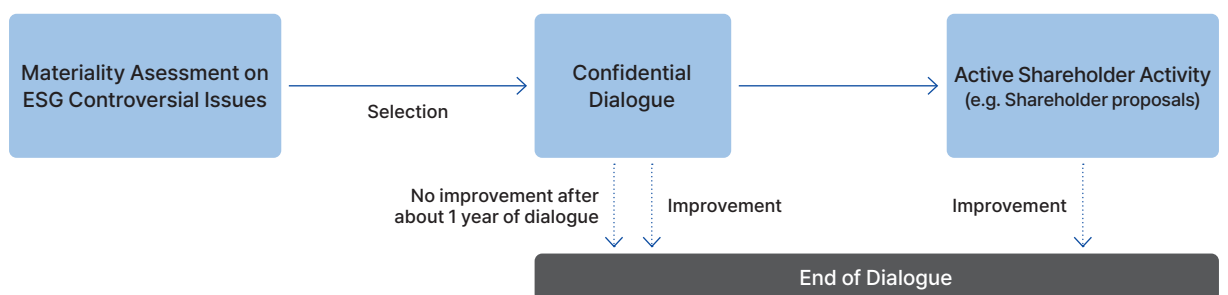 Materiality Asessment on
ESG Controversial Issues
Selection
Confidential
Dialogue
Active Shareholder Activity
(e.g. Shareholder proposals)
No improvement after
about 1 year of dialogue
Improvement
Improvement
End of Dialogue